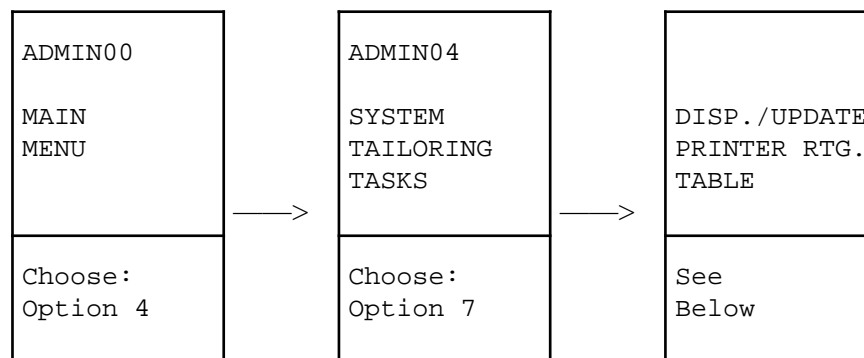 ADMIN00
MAIN
MENU
Choose:
Option 4
——>
ADMIN04
SYSTEM
TAILORING
TASKS
Choose:
Option 7
——>
DISP./UPDATE
PRINTER RTG.
TABLE
See
Below